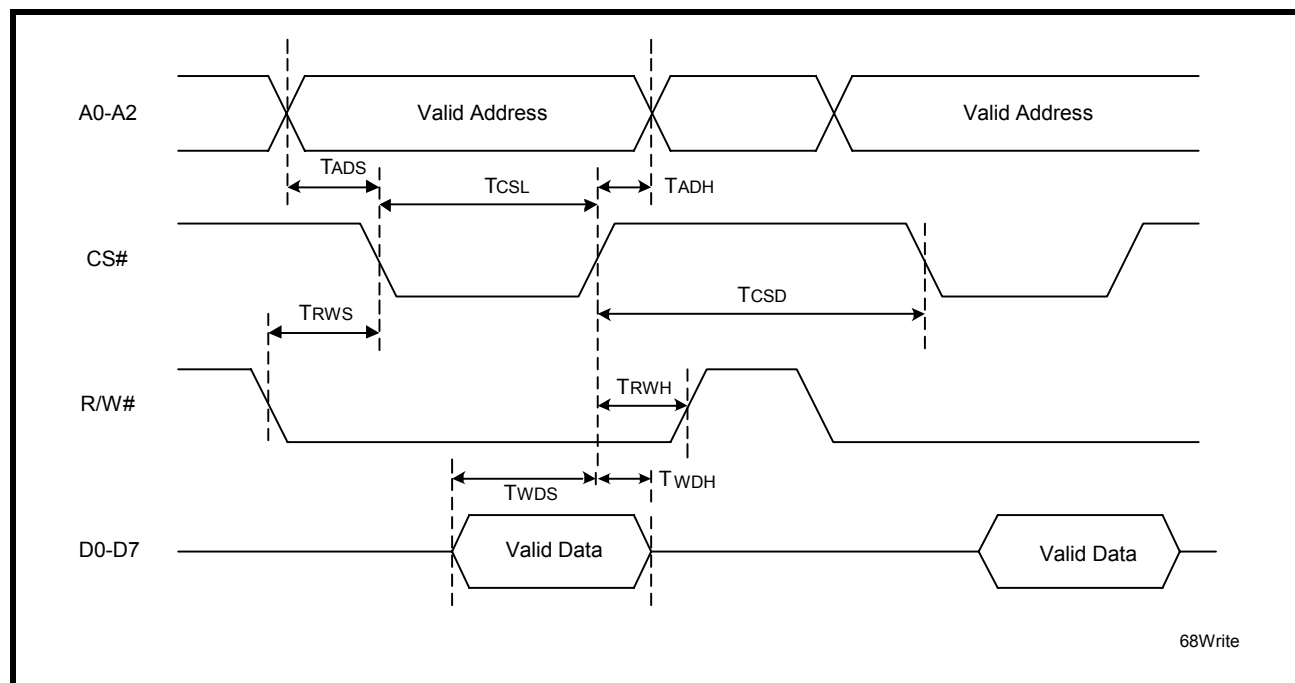 A0-A2
Valid Address
Valid Address
TADS
TCSL
TADH
CS#
TCSD
TRWS
R/W#
TRWH
TWDS
TWDH
D0-D7
Valid Data
Valid Data
68Write